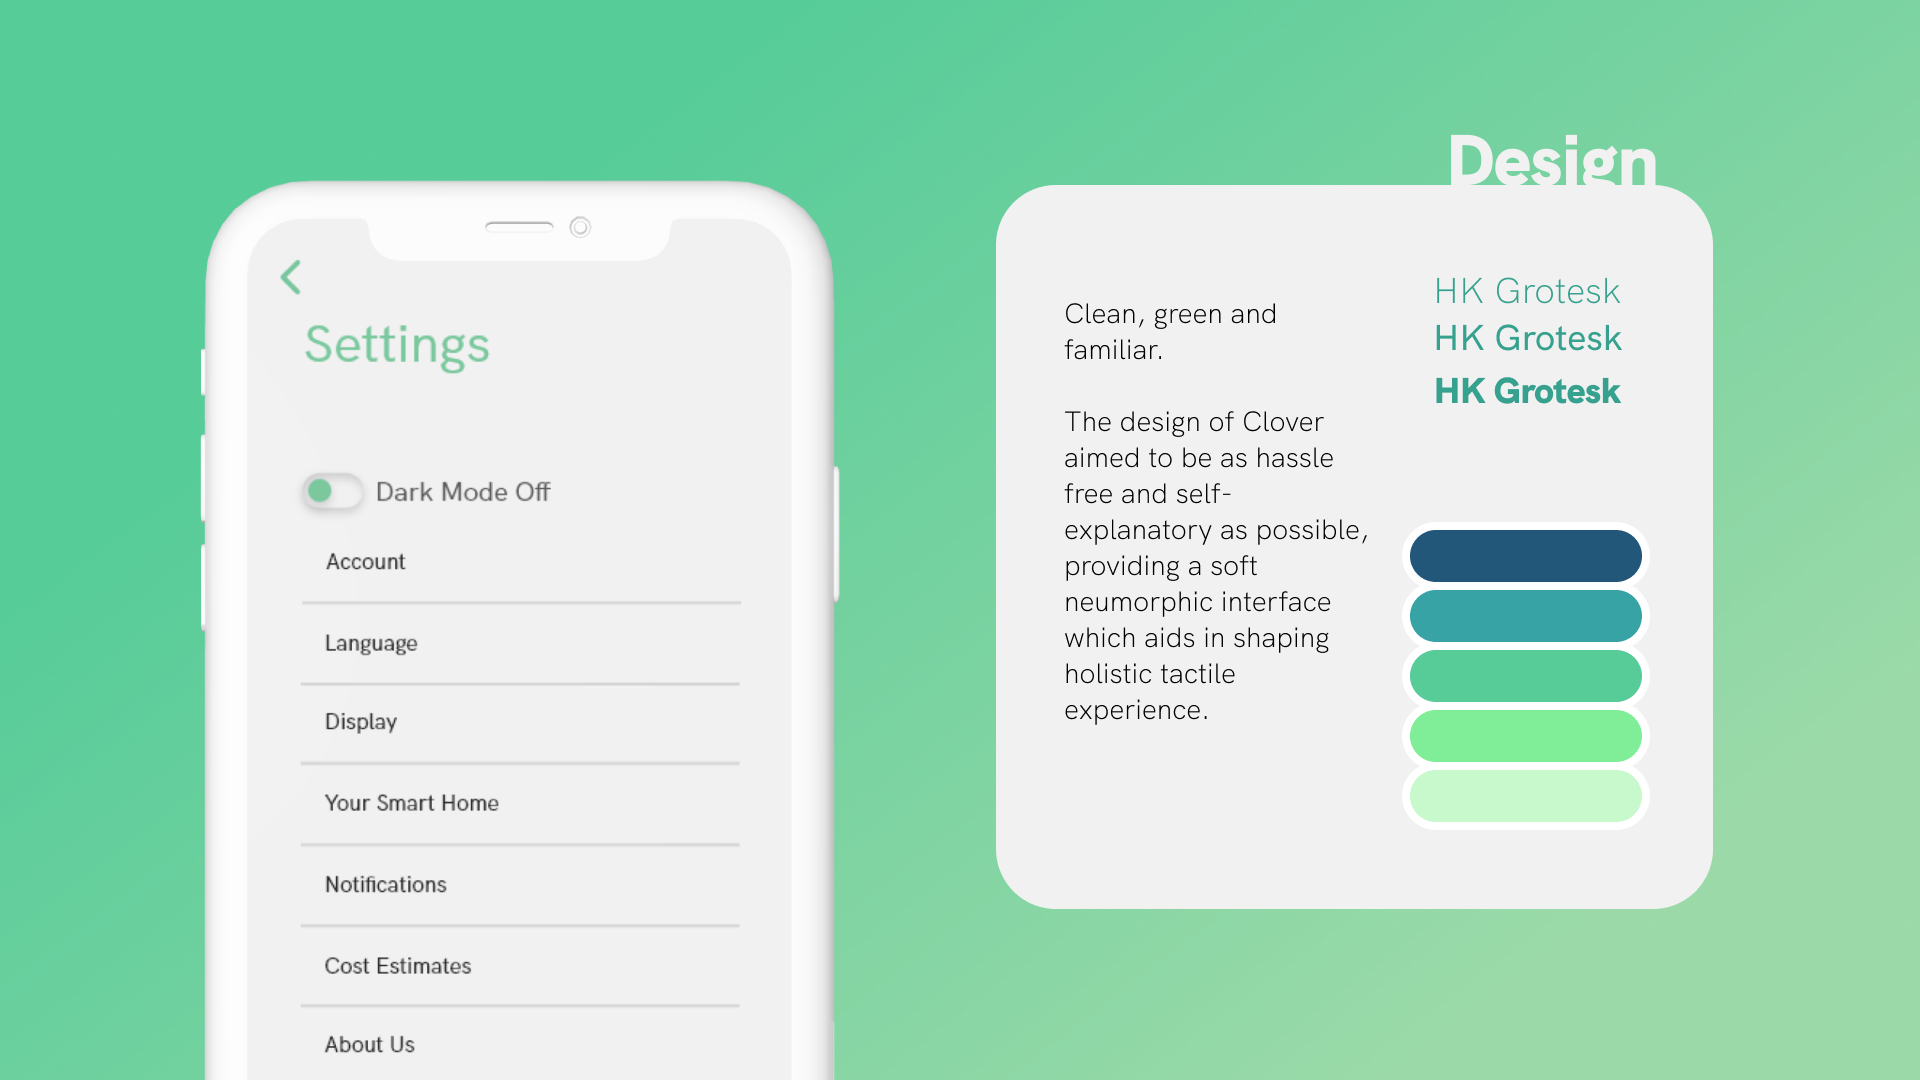 Settings
Dark Mode Off
Account
Language
Display
Your Smart Home
Notifications
Cost Estimates
About Us
Design
Clean, green and
familiar.
The design of Clover
aimed to be as hassle
free and self-
explanatory as possible,
providing a soft
neumorphic interface
which aids in shaping
holistic tactile
experience.
HK Grotesk
HK Grotesk
HK Grotesk